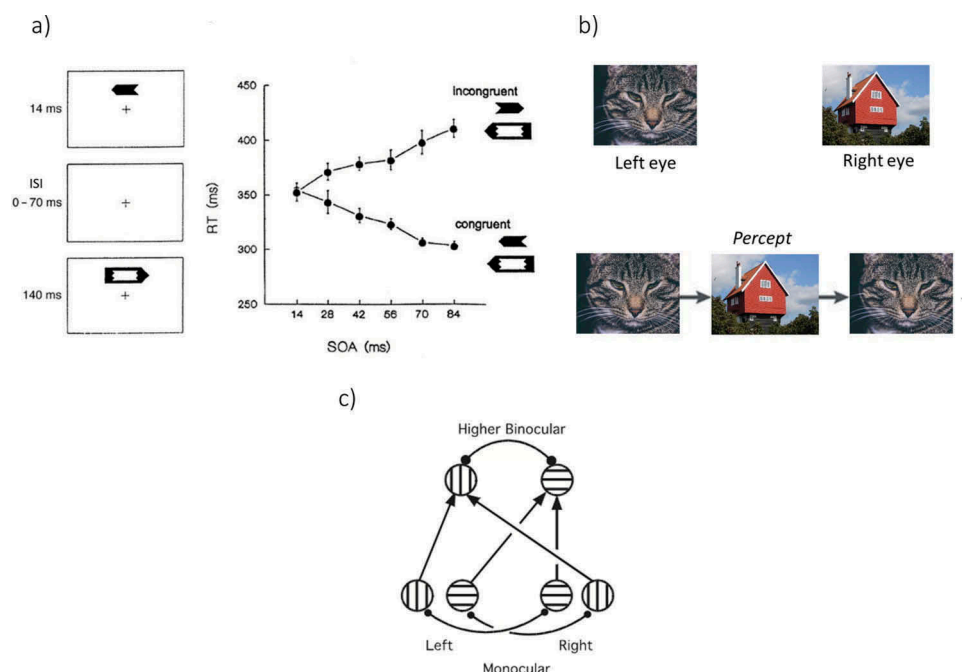 a)
14 ms
ISI
0 – 70 ms
140 ms
RT (ms)
450
400
350
300
250
14 28 42 56 70 84
SOA (ms)
incongruent
congruent
b)
Left eye
Right eye
Percept
c)
Higher Binocular
Left
Right
Monocular